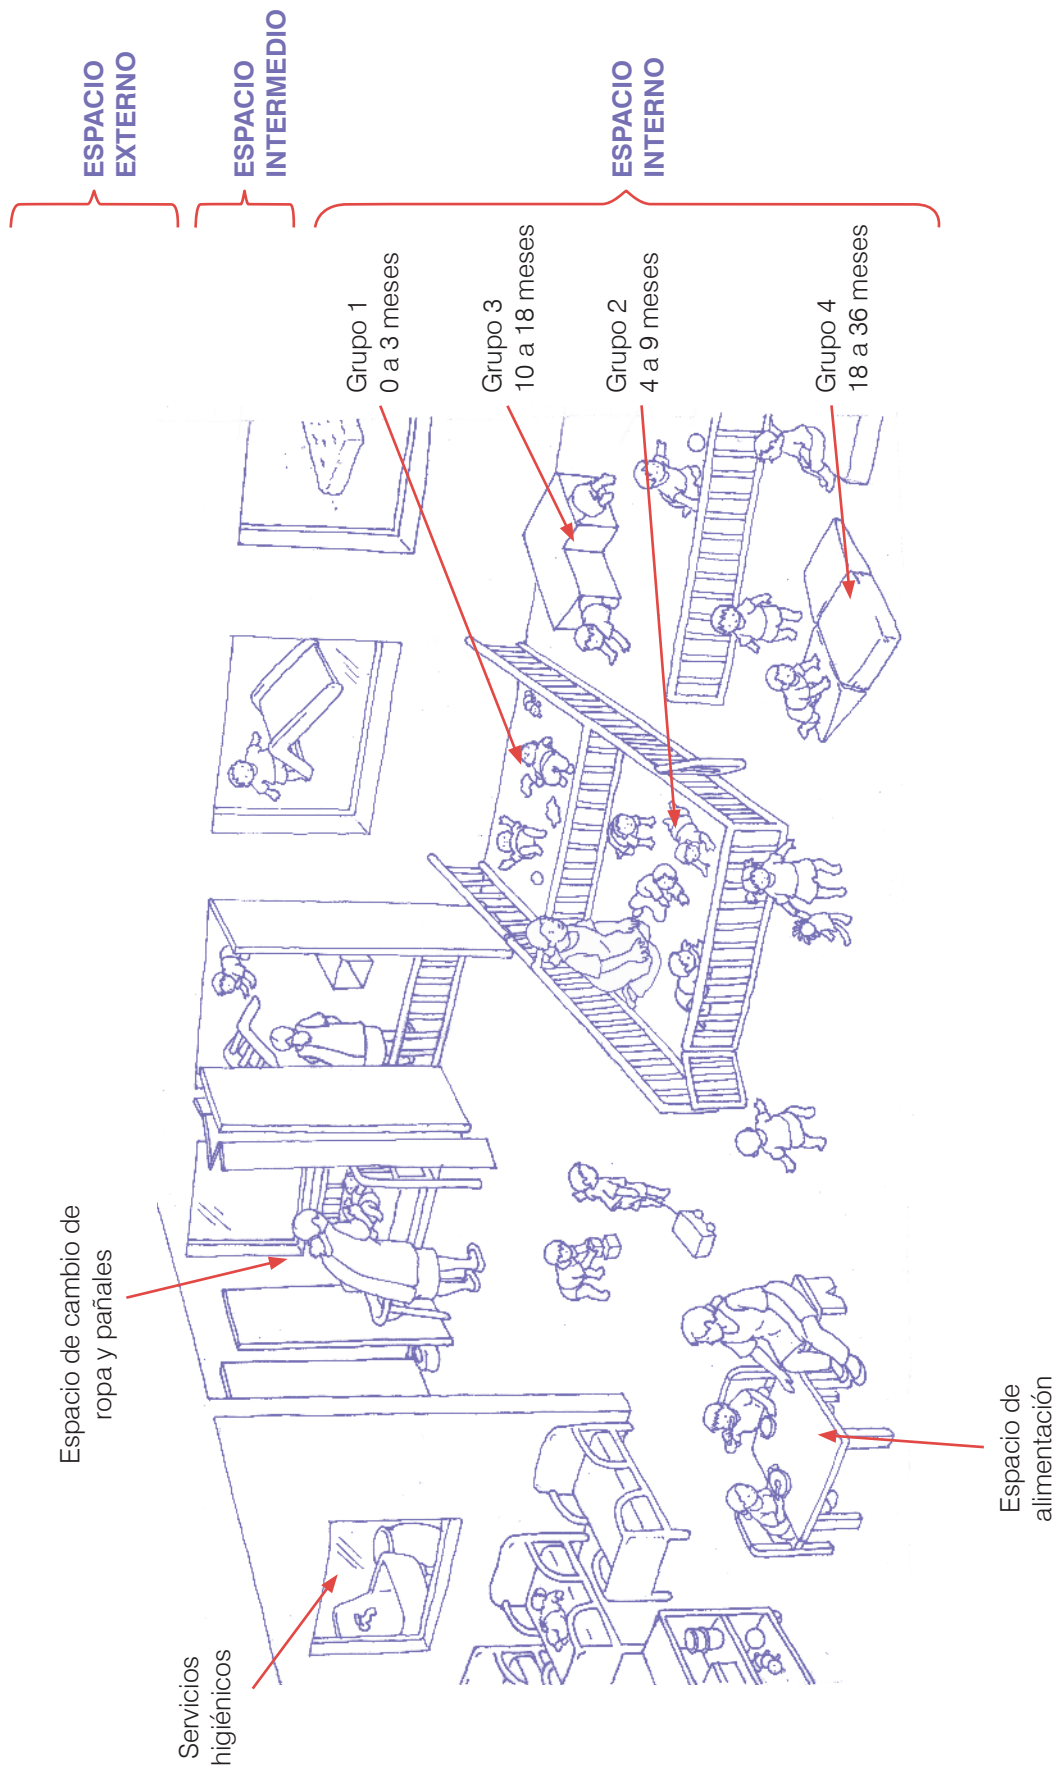 Servicios
higiénicos
Espacio de cambio de
ropa y pañales
Espacio de
alimentación
Grupo 1
0 a 3 meses
Grupo 3
10 a 18 meses
Grupo 2
4 a 9 meses
Grupo 4
18 a 36 meses
ESPACIO
EXTERNO
ESPACIO
INTERMEDIO
ESPACIO
INTERNO